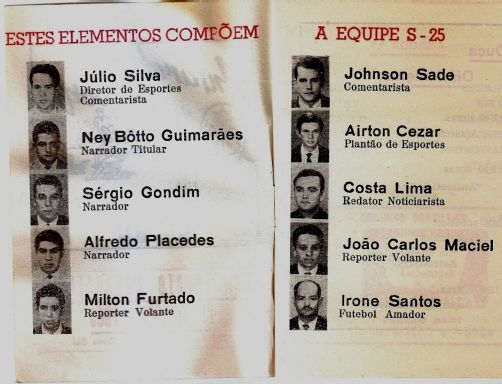 ESTES ELEMENTOS COMPÕEM
Júlio Silva
Diretor de Esportes
Comentarista
Ney Bôtto Guimarães
Narrador Titular
Sérgio Gondim
Narrador
Alfredo Placedes
Narrador
Milton Furtado
Reporter Volante
A EQUIPE S-25
Johnson Sade
Comentarista
Airton Cezar
Plantão de Esportes
Costa Lima
Redator Noticiarista
João Carlos Maciel
Reporter Volante
Irone Santos
Futebol Amador